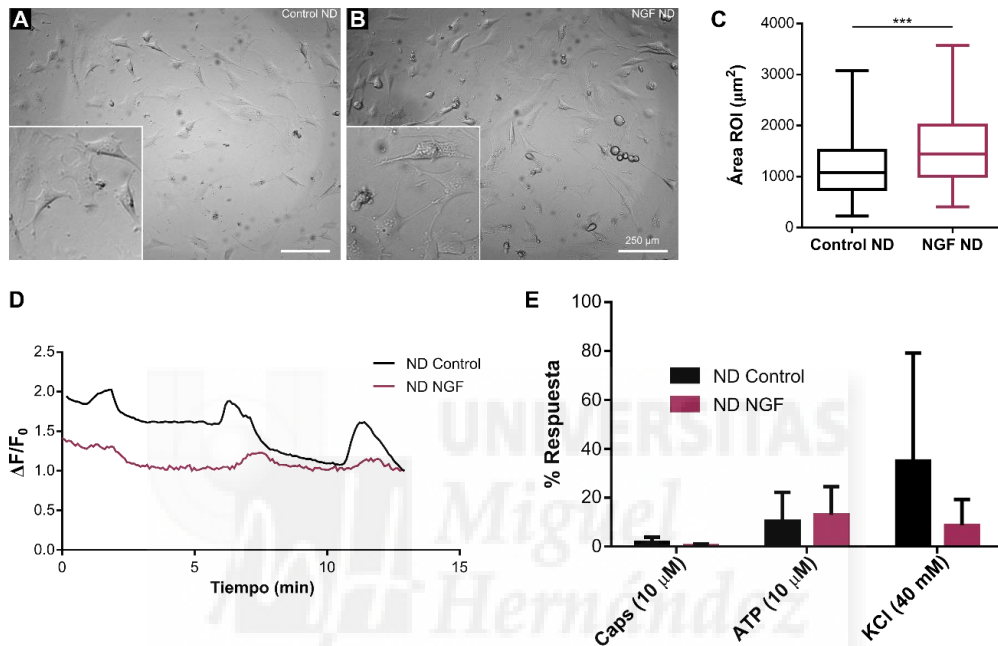 A
Control ND
B
NGF ND
250 µm
C
***
Área ROI (µm²)
4000
3000
2000
1000
0
Control ND
NGF ND
D
ΔF/F₀
2.5
2.0
1.5
1.0
0.5
0.0
ND Control
ND NGF
0
5
10
15
Tiempo (min)
E
% Respuesta
100
80
60
40
20
0
ND Control
ND NGF
Caps (10 µM)
ATP (10 µM)
KCl (40 mM)
UNIVERSITAS
Miguel
Hernández